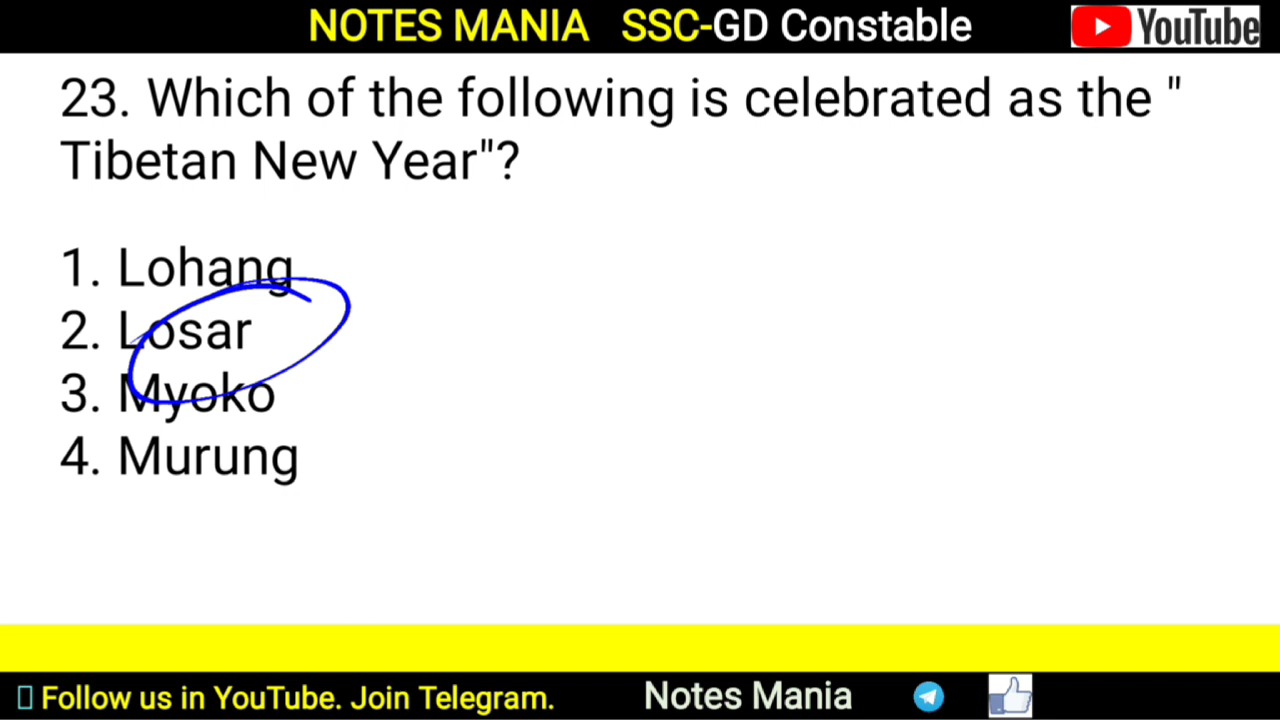 NOTES MANIA SSC-GD Constable YouTube
23. Which of the following is celebrated as the "
Tibetan New Year"?
1. Lohang
2. Losar
3. Myoko
4. Murung
Follow us in YouTube. Join Telegram. Notes Mania